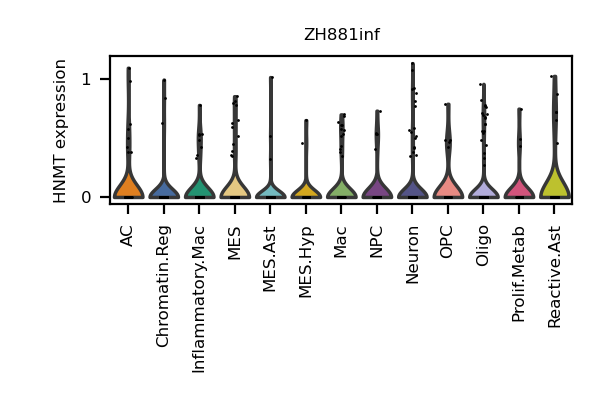 ZH881inf
HNMT expression
1
0
AC
Chromatin.Reg
Inflammatory.Mac
MES
MES.Ast
MES.Hyp
Mac
NPC
Neuron
OPC
Oligo
Prolif.Metab
Reactive.Ast